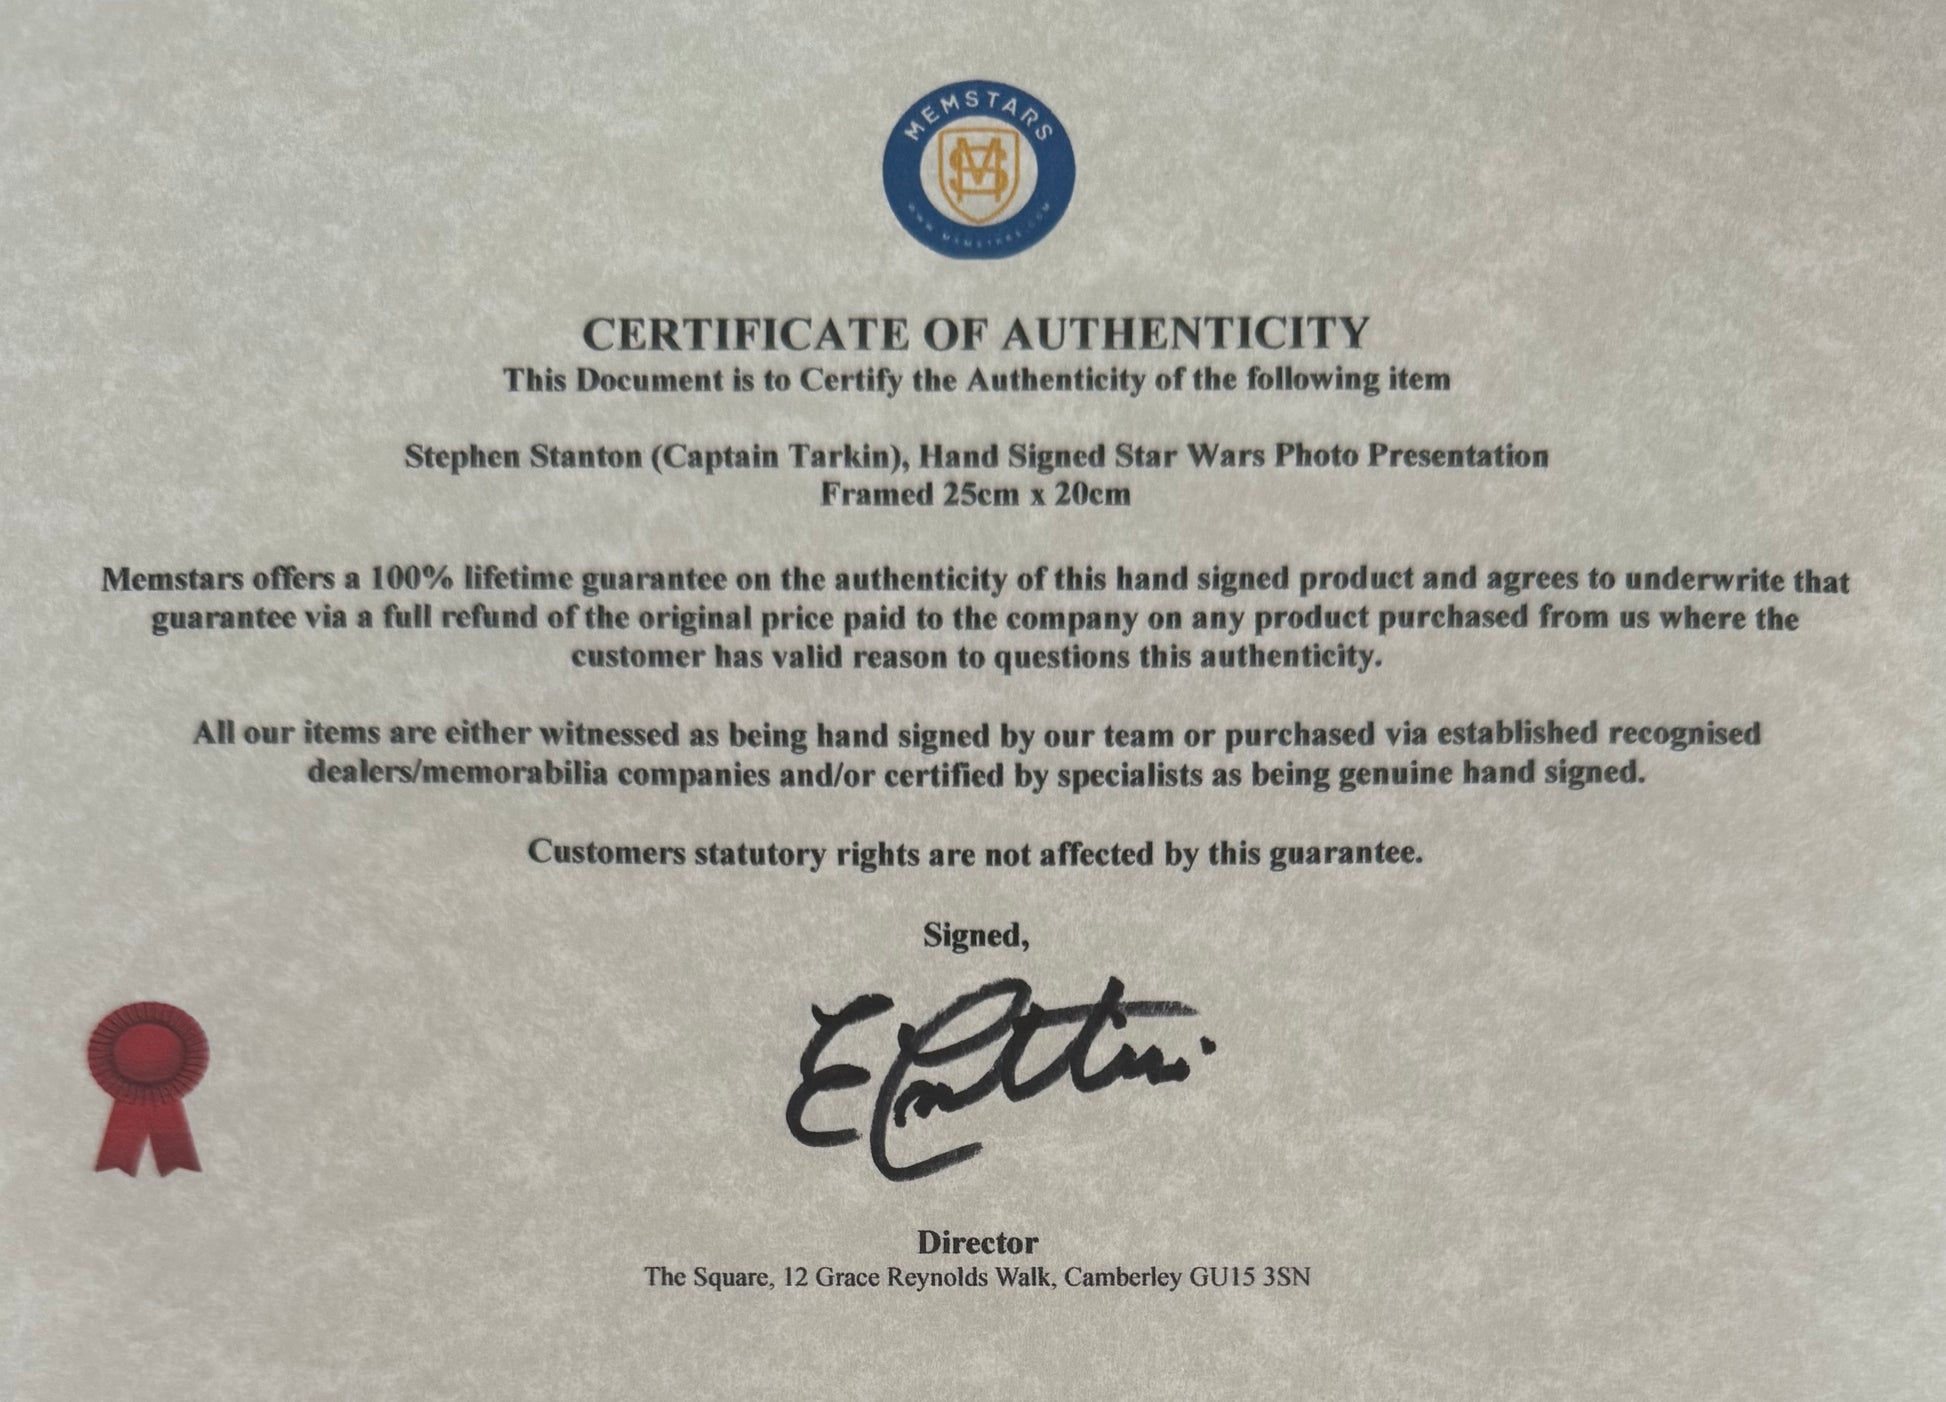 MEMSTARS
MS
WWW.MEMSTARS.COM
CERTIFICATE OF AUTHENTICITY
This Document is to Certify the Authenticity of the following item
Stephen Stanton (Captain Tarkin), Hand Signed Star Wars Photo Presentation
Framed 25cm x 20cm
Memstars offers a 100% lifetime guarantee on the authenticity of this hand signed product and agrees to underwrite that
guarantee via a full refund of the original price paid to the company on any product purchased from us where the
customer has valid reason to questions this authenticity.
All our items are either witnessed as being hand signed by our team or purchased via established recognised
dealers/memorabilia companies and/or certified by specialists as being genuine hand signed.
Customers statutory rights are not affected by this guarantee.
Signed,
Director
The Square, 12 Grace Reynolds Walk, Camberley GU15 3SN